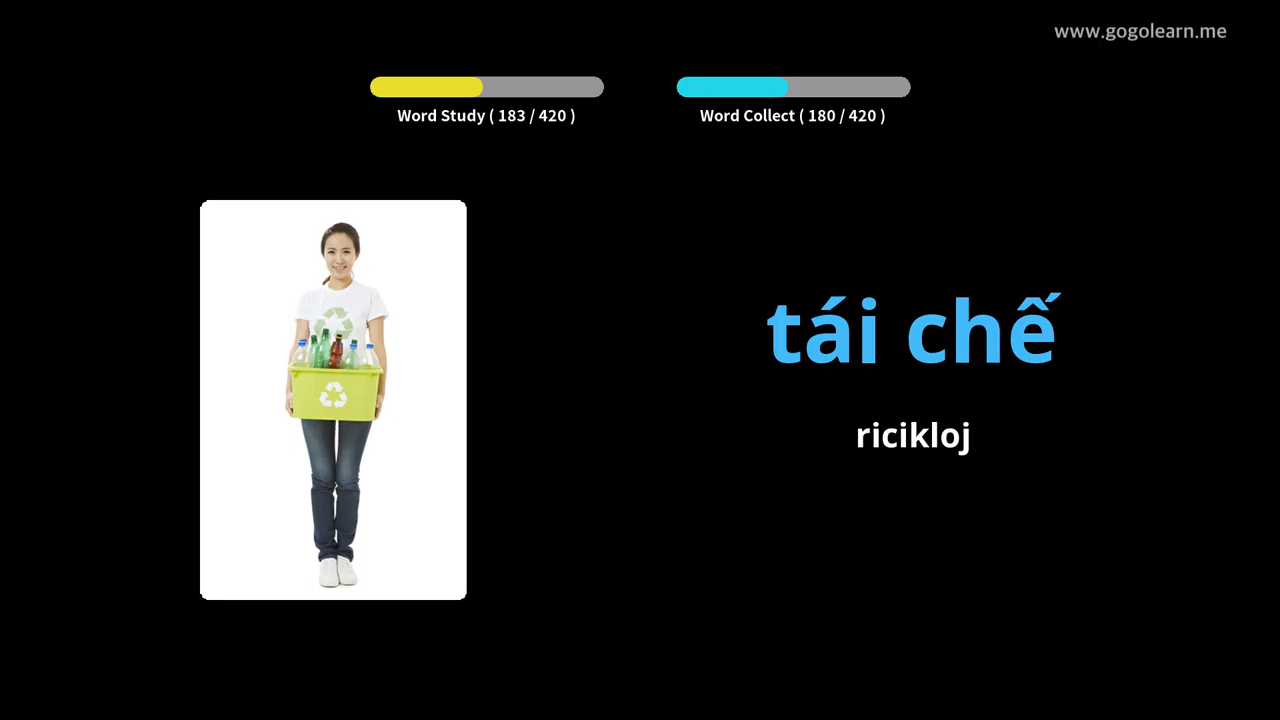 www.gogolearn.me
Word Study ( 183 / 420 )
Word Collect ( 180 / 420 )
tái chế
ricikloj